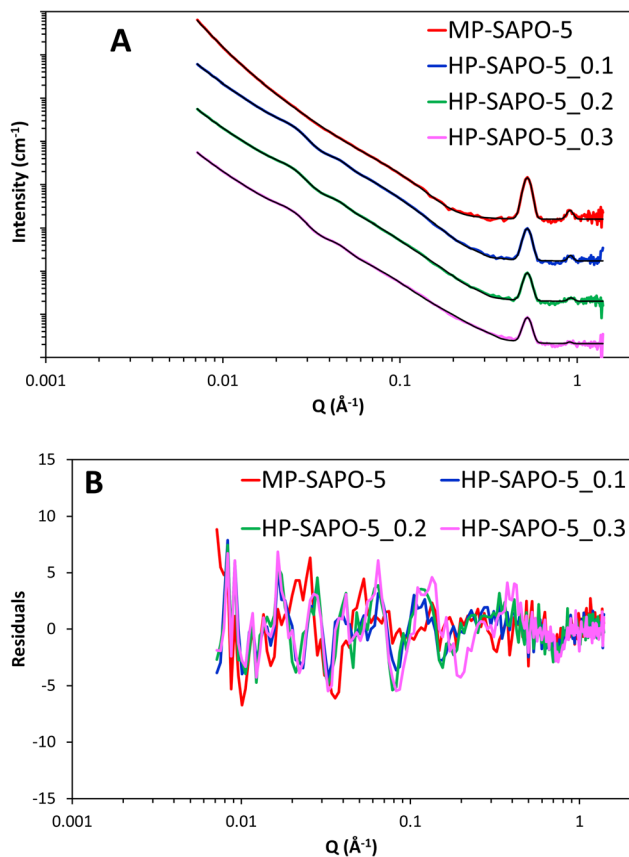 A
MP-SAPO-5
HP-SAPO-5_0.1
HP-SAPO-5_0.2
HP-SAPO-5_0.3
Intensity (cm⁻¹)
0.001 0.01 0.1 1
Q (Å⁻¹)
B
15
MP-SAPO-5 HP-SAPO-5_0.1
HP-SAPO-5_0.2 HP-SAPO-5_0.3
10
5
0
-5
-10
-15
Residuals
0.001 0.01 0.1 1
Q (Å⁻¹)